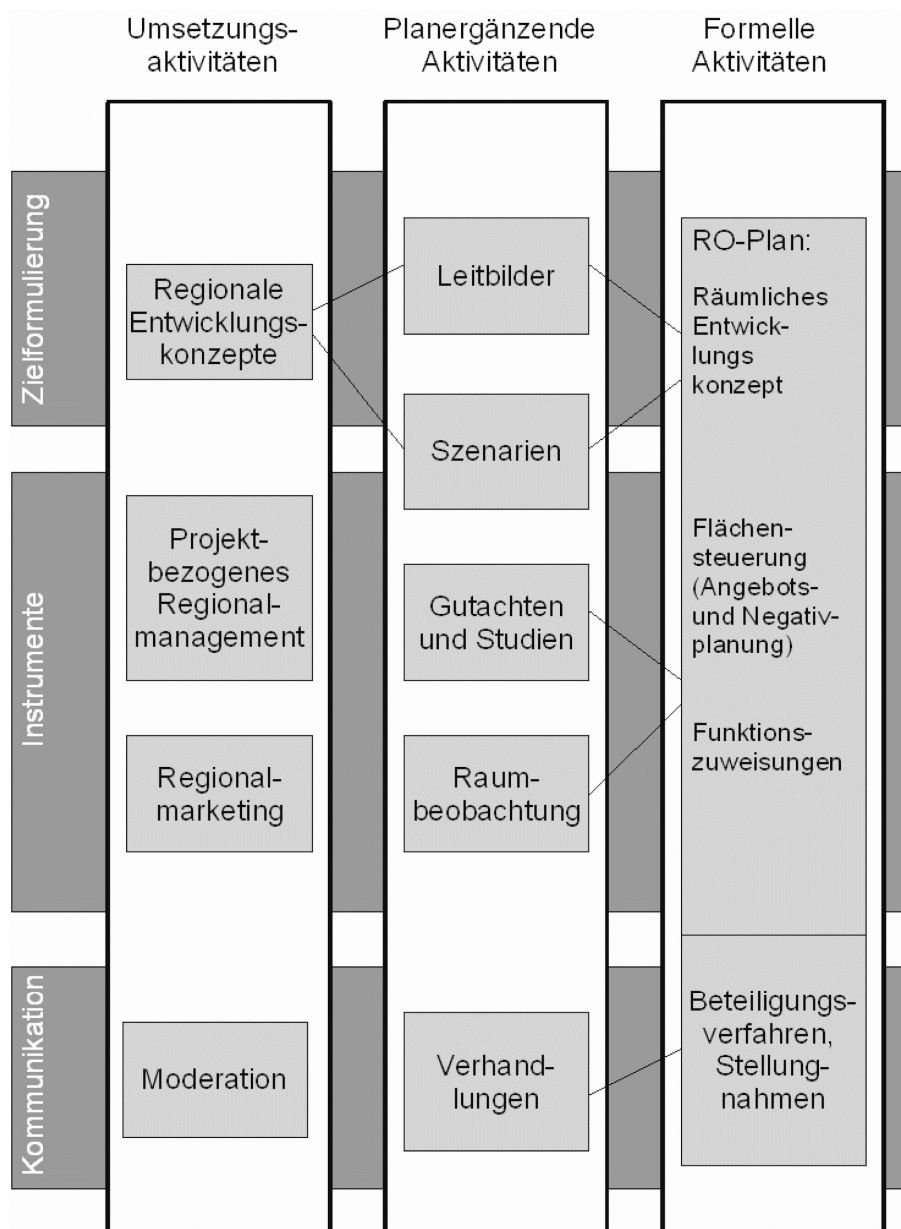 Umsetzungs-
aktivitäten
Planergänzende
Aktivitäten
Formelle
Aktivitäten
Zielformulierung
Regionale
Entwicklungs-
konzepte
Leitbilder
Szenarien
RO-Plan:
Räumliches
Entwick-
lungs
konzept
Instrumente
Projekt-
bezogenes
Regional-
management
Regional-
marketing
Gutachten
und Studien
Raum-
beobachtung
Flächen-
steuerung
(Angebots-
und Negativ-
planung)
Funktions-
zuweisungen
Kommunikation
Moderation
Verhand-
lungen
Beteiligungs-
verfahren,
Stellung-
nahmen